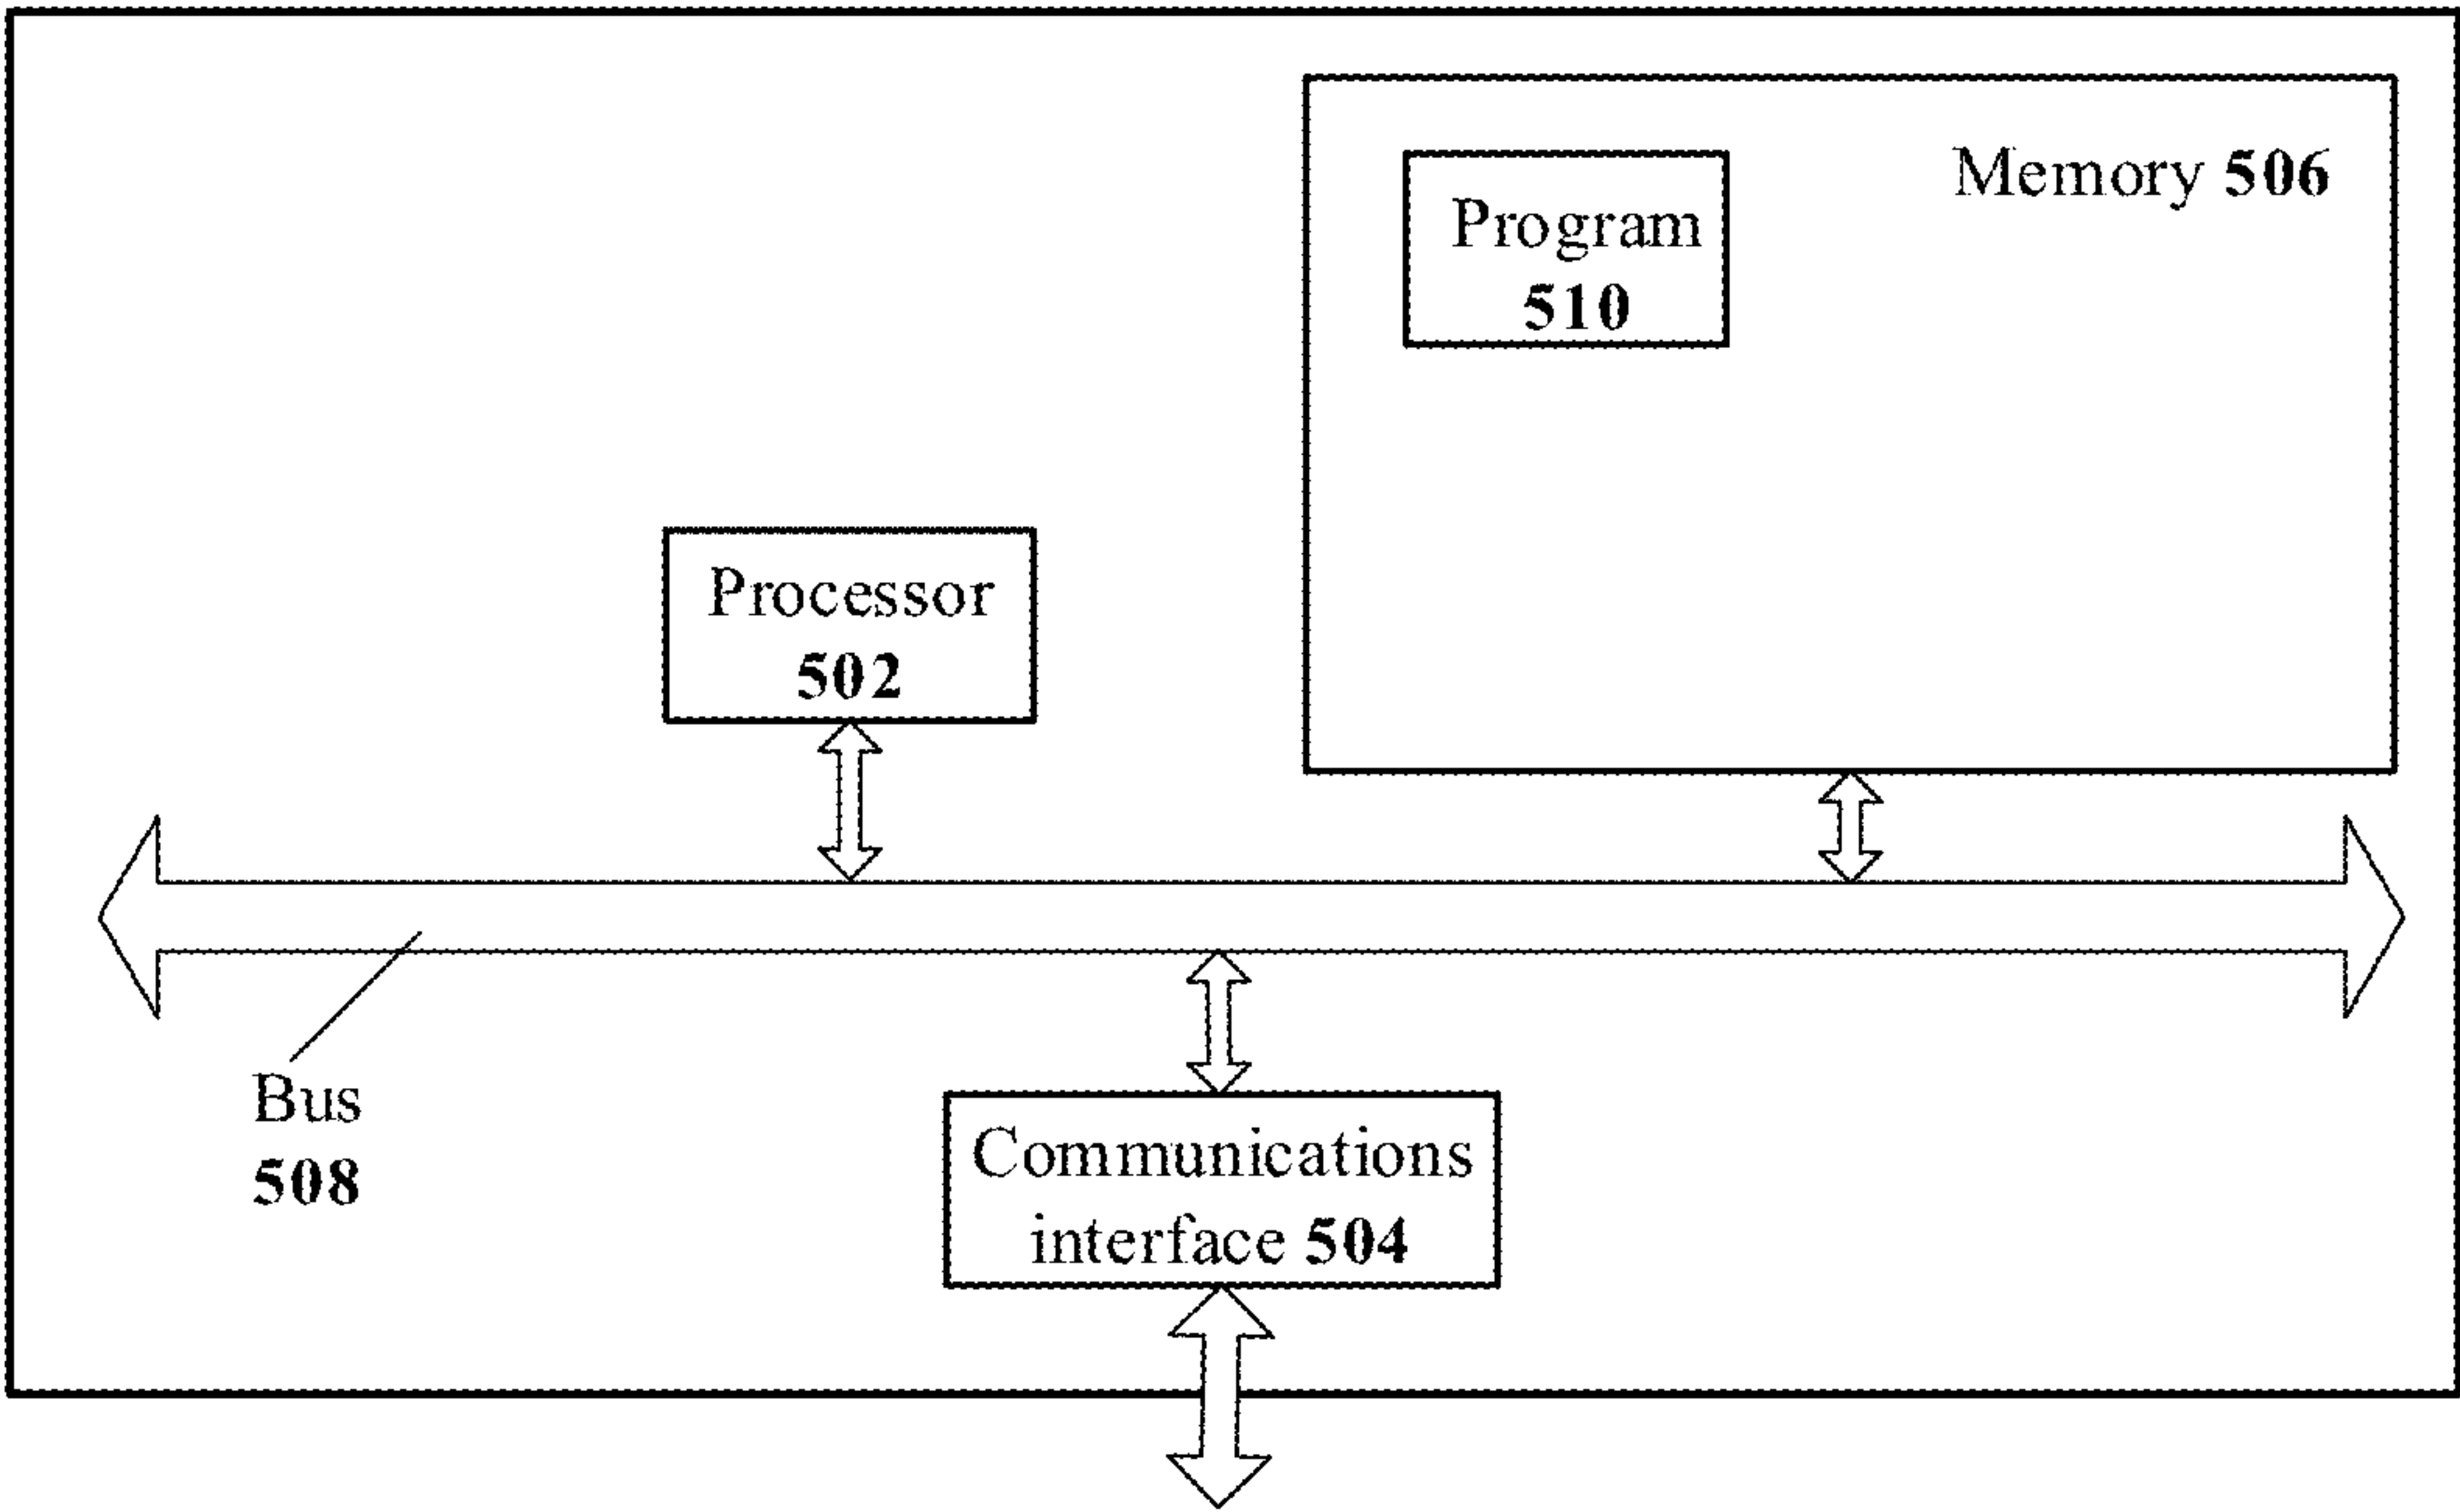 Memory 506
Program
510
Processor
502
Bus
508
Communications
interface 504